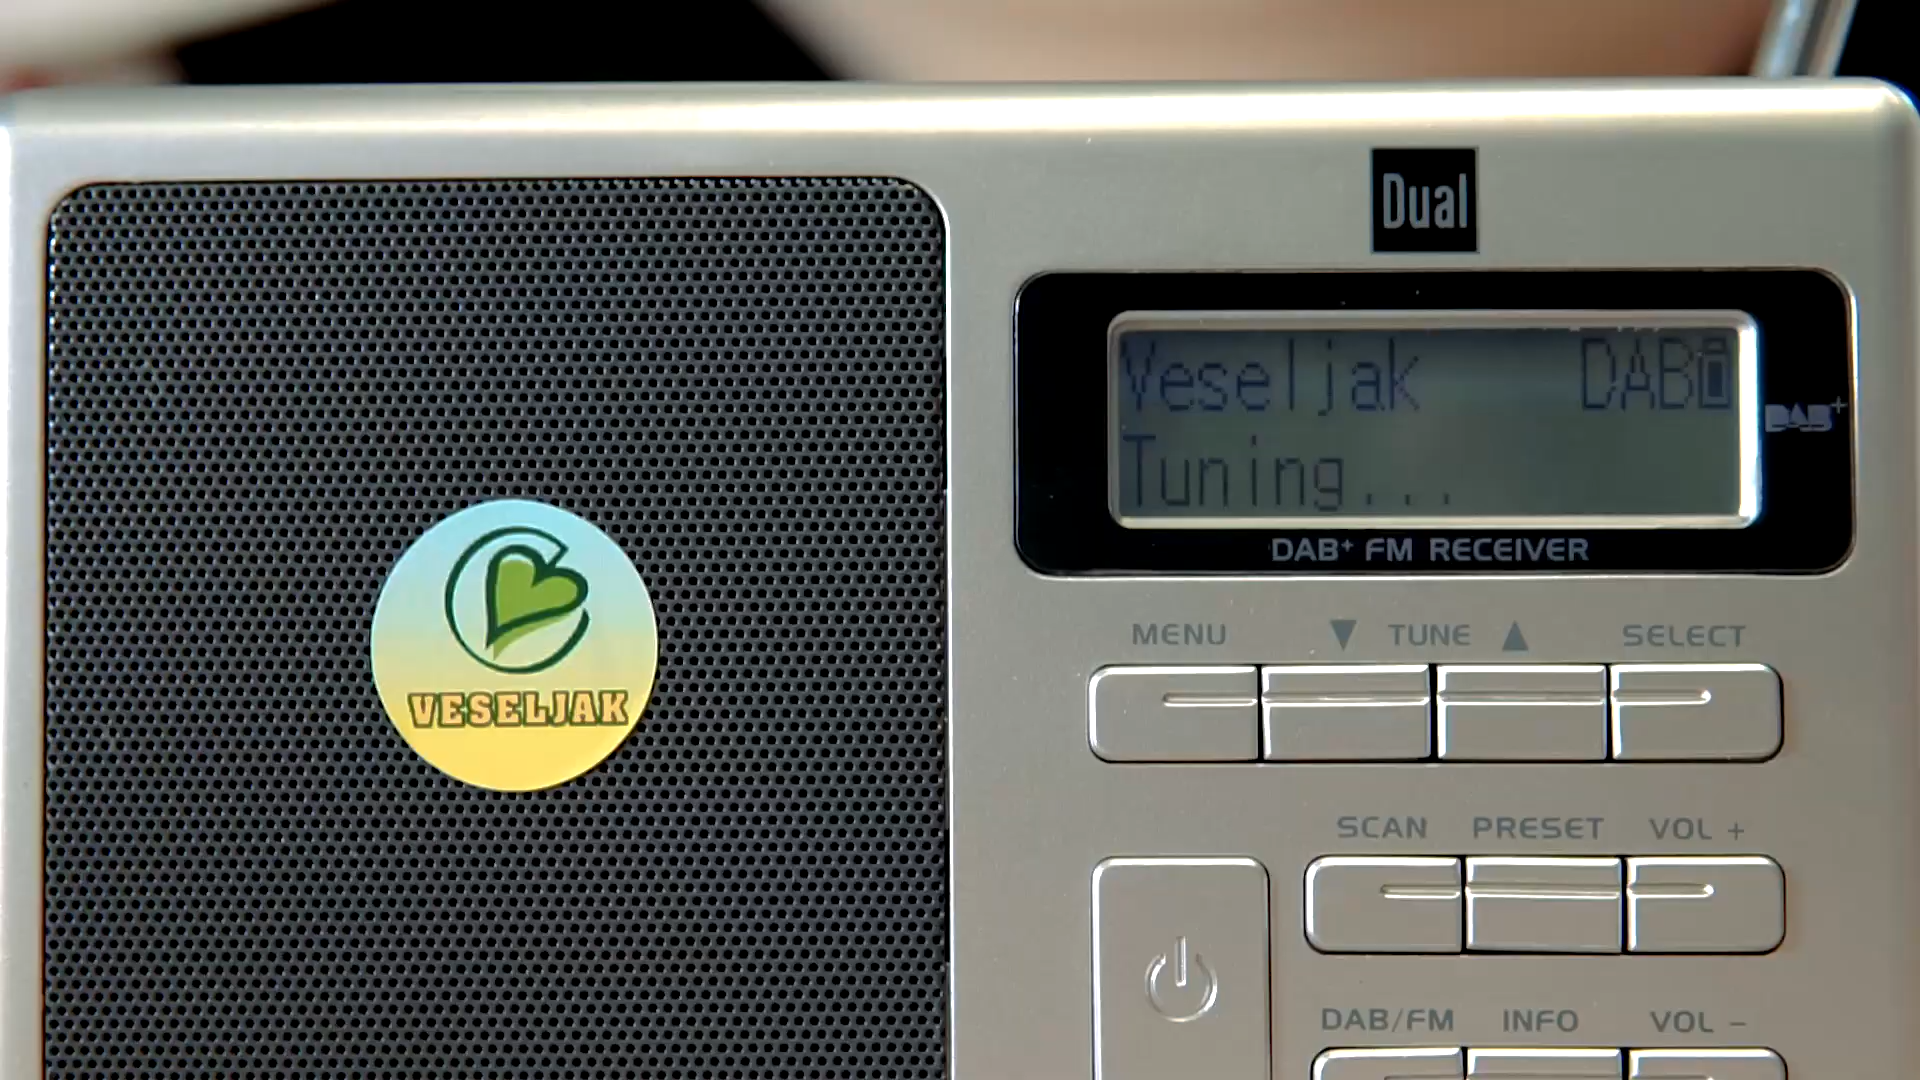 Dual
Veseljak DAB
Tuning...
DAB+
DAB+ FM RECEIVER
VESELJAK
MENU ▼ TUNE ▲ SELECT
SCAN PRESET VOL +
DAB/FM INFO VOL -